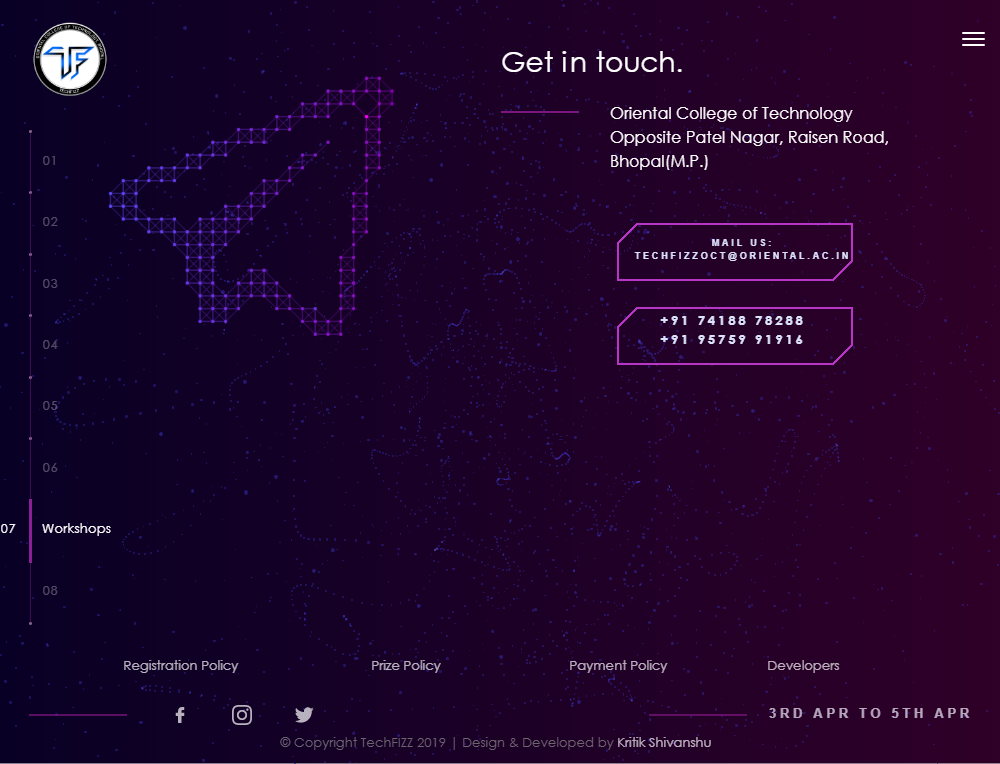 Get in touch.
Oriental College of Technology
Opposite Patel Nagar, Raisen Road,
Bhopal(M.P.)
MAIL US:
TECHFIZZOCT@ORIENTAL.AC.IN
+91 74188 78288
+91 95759 91916
01
02
03
04
05
06
07 Workshops
08
Registration Policy Prize Policy Payment Policy Developers
3RD APR TO 5TH APR
© Copyright TechFIZZ 2019 | Design & Developed by Kritik Shivanshu